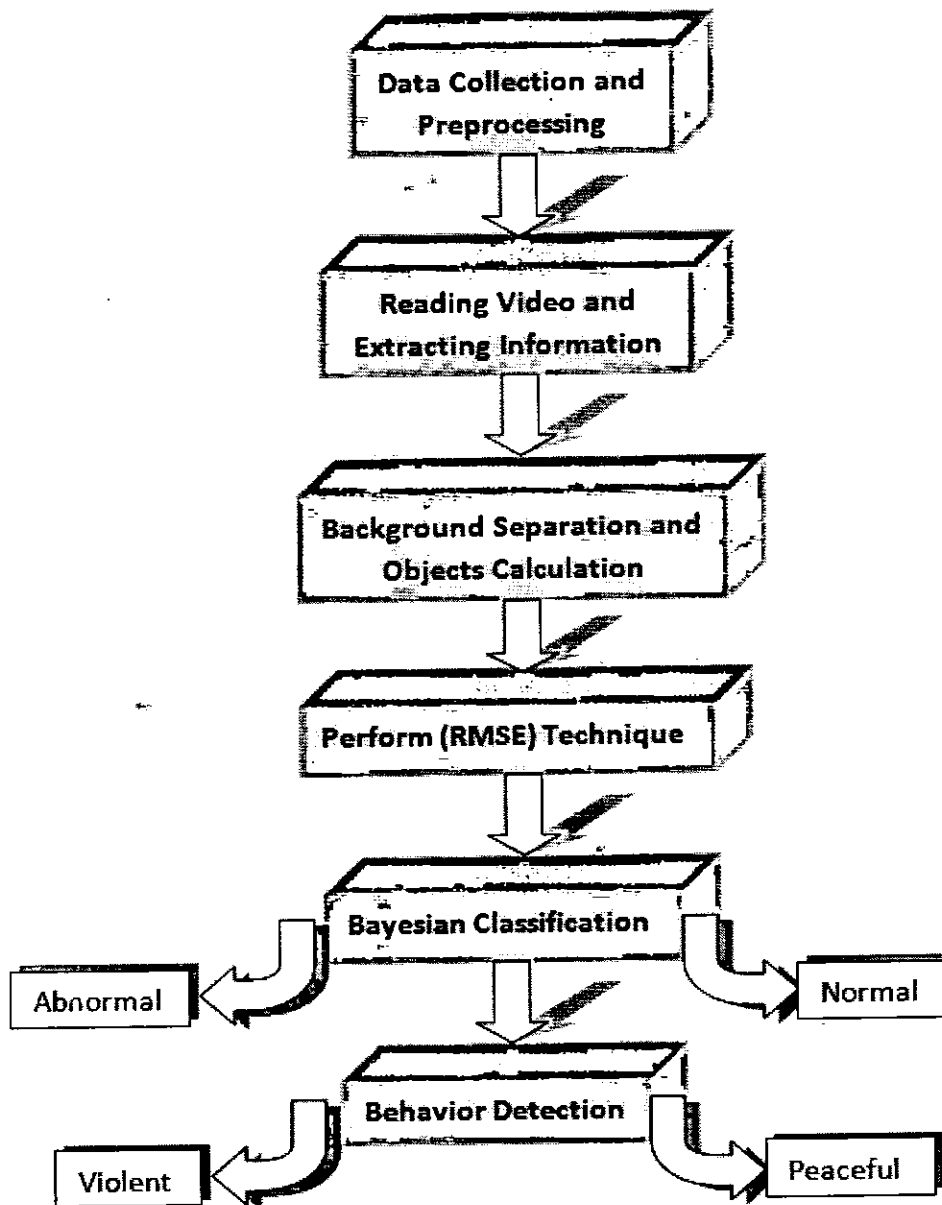 Data Collection and
Preprocessing
Reading Video and
Extracting Information
Background Separation and
Objects Calculation
Perform (RMSE) Technique
Bayesian Classification
Abnormal
Normal
Behavior Detection
Violent
Peaceful